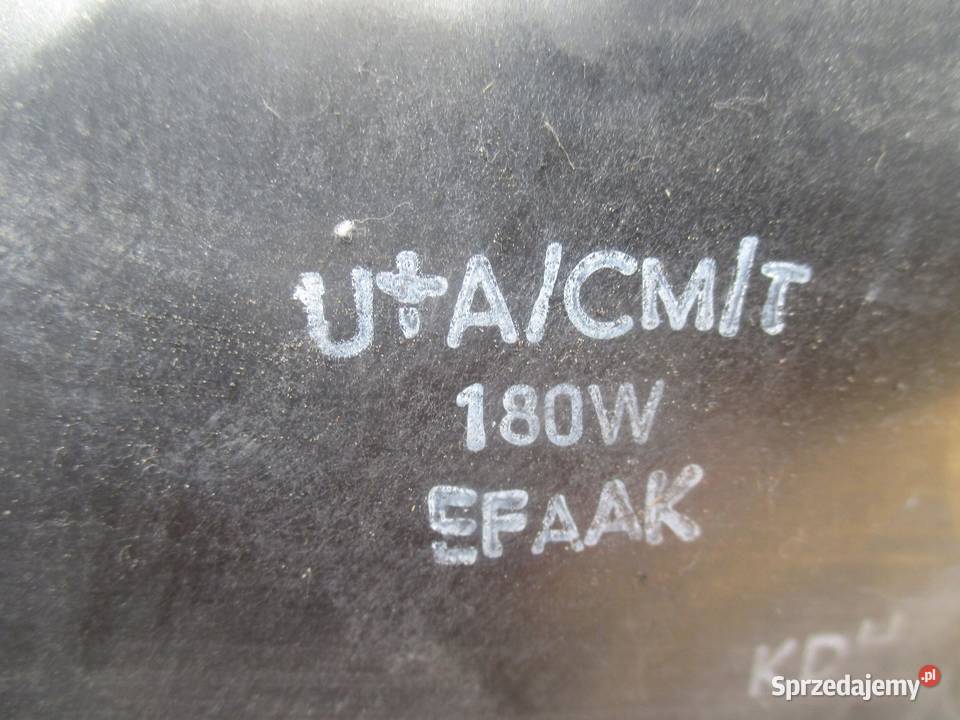 U+A/CM/T
180W
EFAAK
Sprzedajemy.pl